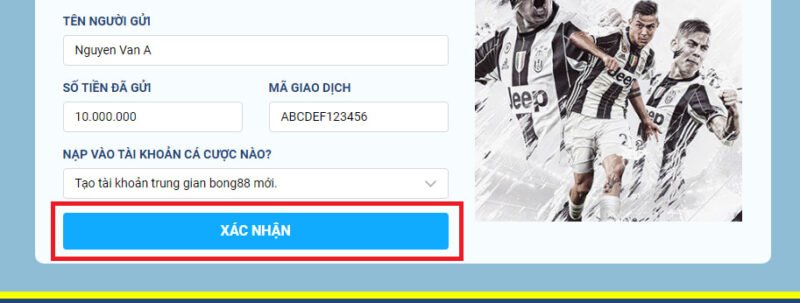 TÊN NGƯỜI GỬI
Nguyen Van A
SỐ TIỀN ĐÃ GỬI
MÃ GIAO DỊCH
10.000.000
ABCDEF123456
NẠP VÀO TÀI KHOẢN CÁ CƯỢC NÀO?
Tạo tài khoản trung gian bong88 mới.
XÁC NHẬN
Jeep
Jeep
Jeep